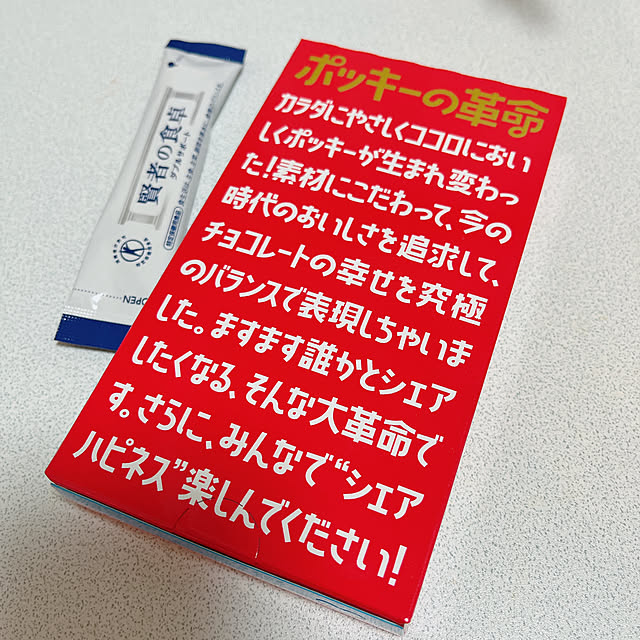 ポッキーの革命
カラダにやさしくココロにおい
しくポッキーが生まれ変わっ
た!素材にこだわって、今の
時代のおいしさを追求して、
チョコレートの幸せを究極
のバランスで表現しちゃいま
した。ますます誰かとシェア
したくなる、そんな大革命で
す。さらに、みんなで“シェア
ハピネス”楽しんでください!
賢者の食卓
ダブルサポート
OPEN